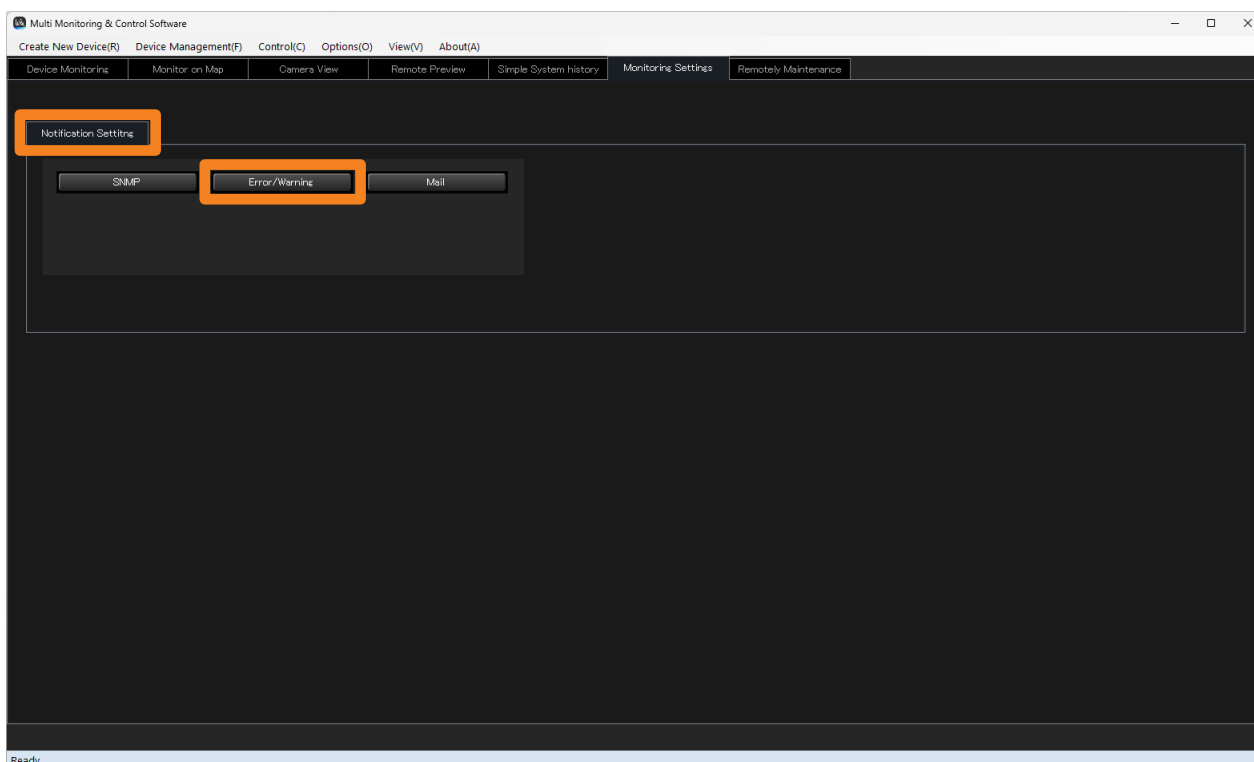 Multi Monitoring & Control Software
Create New Device(R) Device Management(F) Control(C) Options(O) View(V) About(A)
Device Monitoring Monitor on Map Camera View Remote Preview Simple System history Monitoring Settings Remotely Maintenance
Notification Settitng
SNMP Error/Warning Mail
Ready